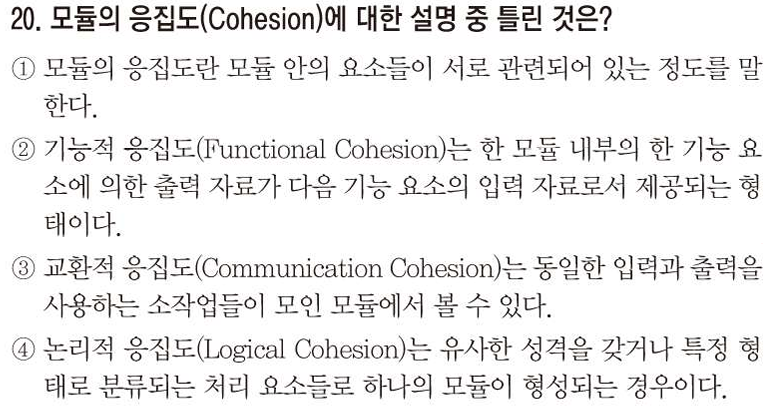 20. 모듈의 응집도(Cohesion)에 대한 설명 중 틀린 것은?
① 모듈의 응집도란 모듈 안의 요소들이 서로 관련되어 있는 정도를 말
한다.
② 기능적 응집도(Functional Cohesion)는 한 모듈 내부의 한 기능 요
소에 의한 출력 자료가 다음 기능 요소의 입력 자료로서 제공되는 형
태이다.
③ 교환적 응집도(Communication Cohesion)는 동일한 입력과 출력을
사용하는 소작업들이 모인 모듈에서 볼 수 있다.
④ 논리적 응집도(Logical Cohesion)는 유사한 성격을 갖거나 특정 형
태로 분류되는 처리 요소들로 하나의 모듈이 형성되는 경우이다.